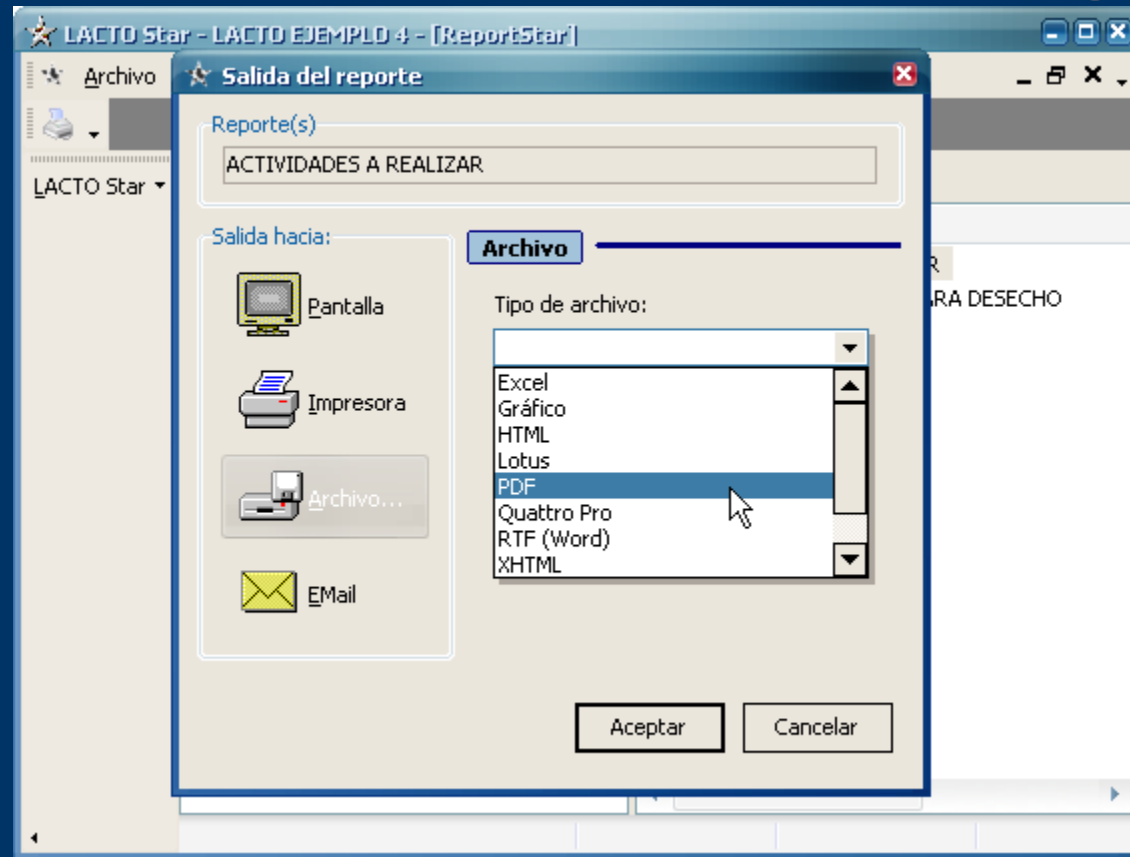 LACTO Star - LACTO EJEMPLO 4 - [ReportStar]
Archivo
Salida del reporte
Reporte(s)
ACTIVIDADES A REALIZAR
LACTO Star
Salida hacia:
Archivo
R
RA DESECHO
Pantalla
Tipo de archivo:
Excel
Gráfico
HTML
Lotus
PDF
Quattro Pro
RTF (Word)
XHTML
Impresora
Archivo...
EMail
Aceptar
Cancelar